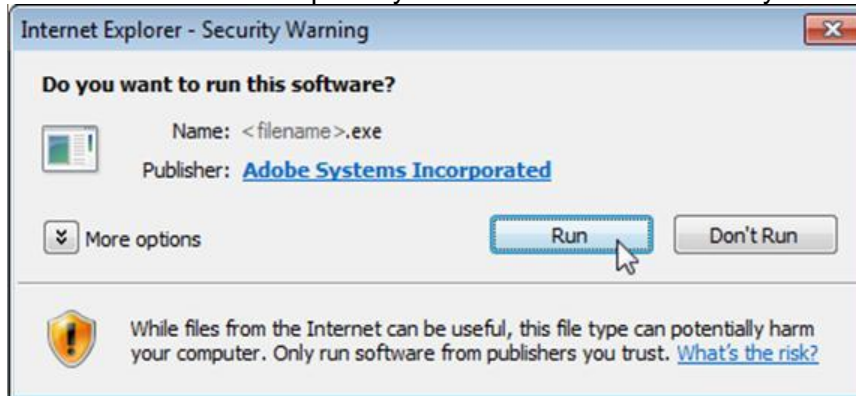 Internet Explorer - Security Warning
Do you want to run this software?
Name: <filename>.exe
Publisher: Adobe Systems Incorporated
More options
Run
Don't Run
While files from the Internet can be useful, this file type can potentially harm
your computer. Only run software from publishers you trust. What's the risk?